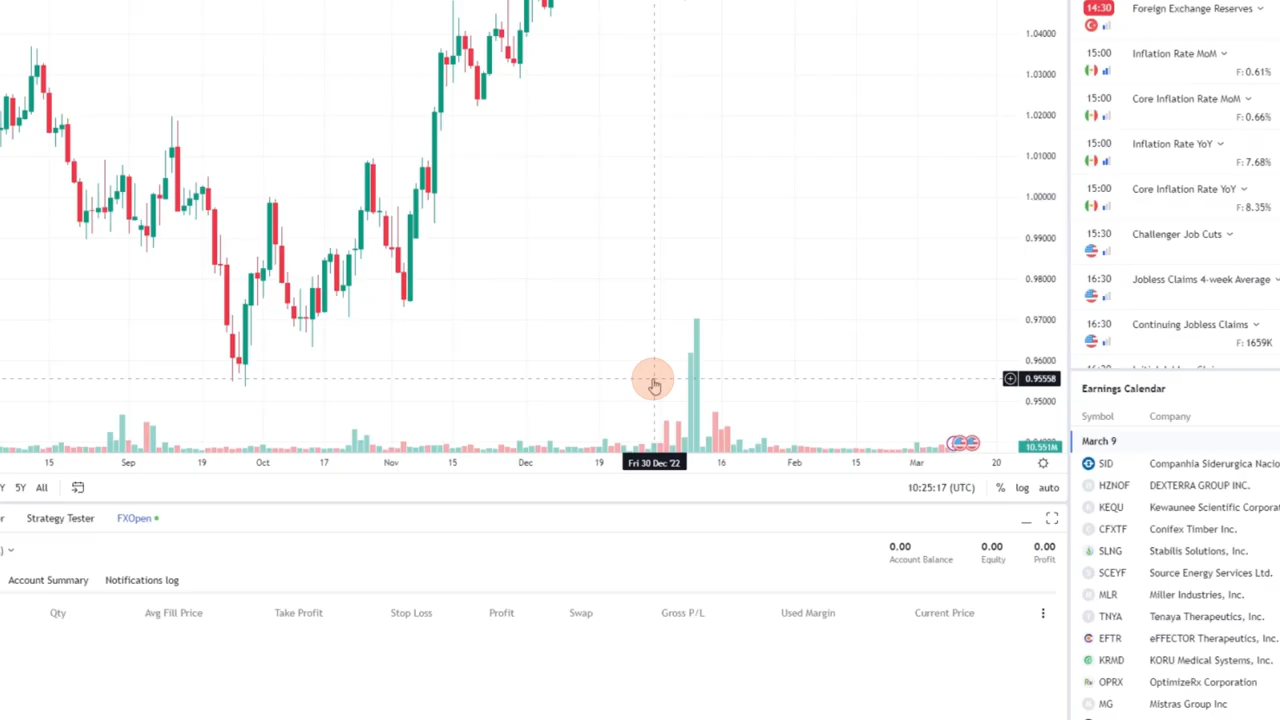 1.04000
1.03000
1.02000
1.01000
1.00000
0.99000
0.98000
0.97000
0.96000
0.95558
0.95000
10.551M
15 Sep 19 Oct 17 Nov 15 Dec 19 Fri 30 Dec '22 16 Feb 15 Mar 20
Y 5Y All
10:25:17 (UTC) % log auto
r Strategy Tester FXOpen
)
0.00 0.00 0.00
Account Balance Equity Profit
Account Summary Notifications log
Qty Avg Fill Price Take Profit Stop Loss Profit Swap Gross P/L Used Margin Current Price
14:30 Foreign Exchange Reserves
15:00 Inflation Rate MoM
F: 0.61%
15:00 Core Inflation Rate MoM
F: 0.66%
15:00 Inflation Rate YoY
F: 7.68%
15:00 Core Inflation Rate YoY
F: 8.35%
15:30 Challenger Job Cuts
16:30 Jobless Claims 4-week Average
16:30 Continuing Jobless Claims
F: 1659K
Earnings Calendar
Symbol Company
March 9
SID Companhia Siderurgica Nacio
HZNOF DEXTERRA GROUP INC.
KEQU Kewaunee Scientific Corporat
CFXTF Conifex Timber Inc.
SLNG Stabilis Solutions, Inc.
SCEYF Source Energy Services Ltd.
MLR Miller Industries, Inc.
TNYA Tenaya Therapeutics, Inc.
EFTR eFFECTOR Therapeutics, Inc.
KRMD KORU Medical Systems, Inc.
OPRX OptimizeRx Corporation
MG Mistras Group Inc